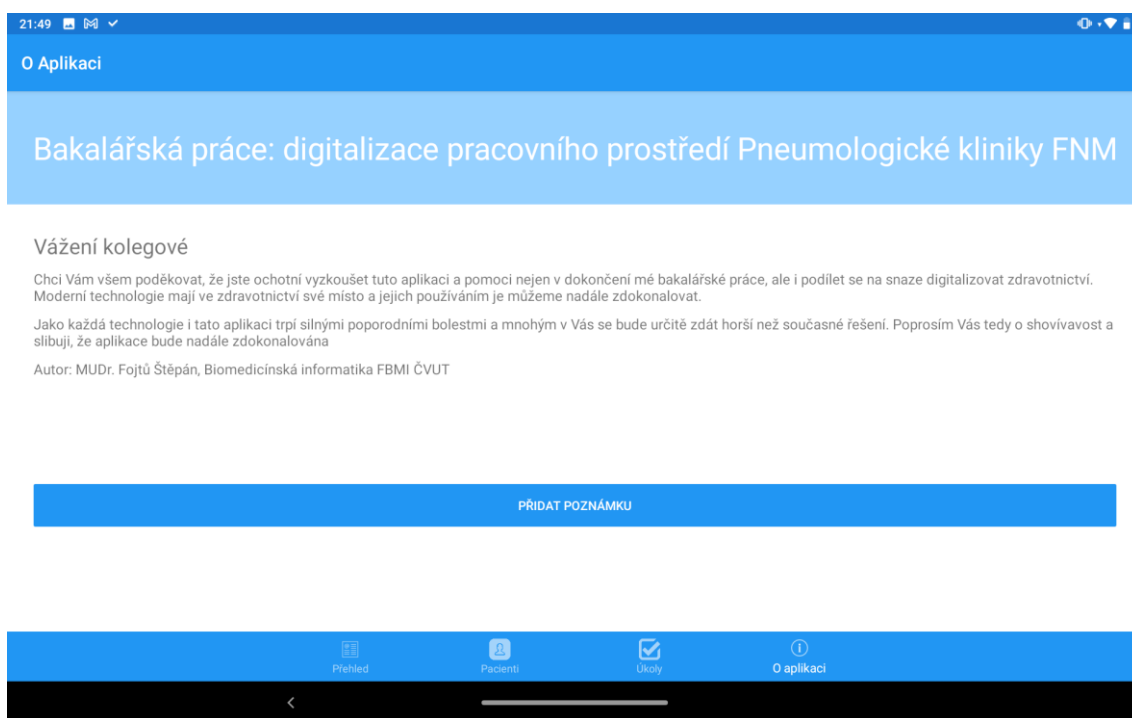 21:49
O Aplikaci
Bakalářská práce: digitalizace pracovního prostředí Pneumologické kliniky FNM
Vážení kolegové
Chci Vám všem poděkovat, že jste ochotní vyzkoušet tuto aplikaci a pomoci nejen v dokončení mé bakalářské práce, ale i podílet se na snaze digitalizovat zdravotnictví.
Moderní technologie mají ve zdravotnictví své místo a jejich používáním je můžeme nadále zdokonalovat.
Jako každá technologie i tato aplikaci trpí silnými poporodními bolestmi a mnohým v Vás se bude určitě zdát horší než současné řešení. Poprosím Vás tedy o shovívavost a
slibuji, že aplikace bude nadále zdokonalována
Autor: MUDr. Fojtů Štěpán, Biomedicínská informatika FBMI ČVUT
PŘIDAT POZNÁMKU
Přehled
Pacienti
Úkoly
O aplikaci